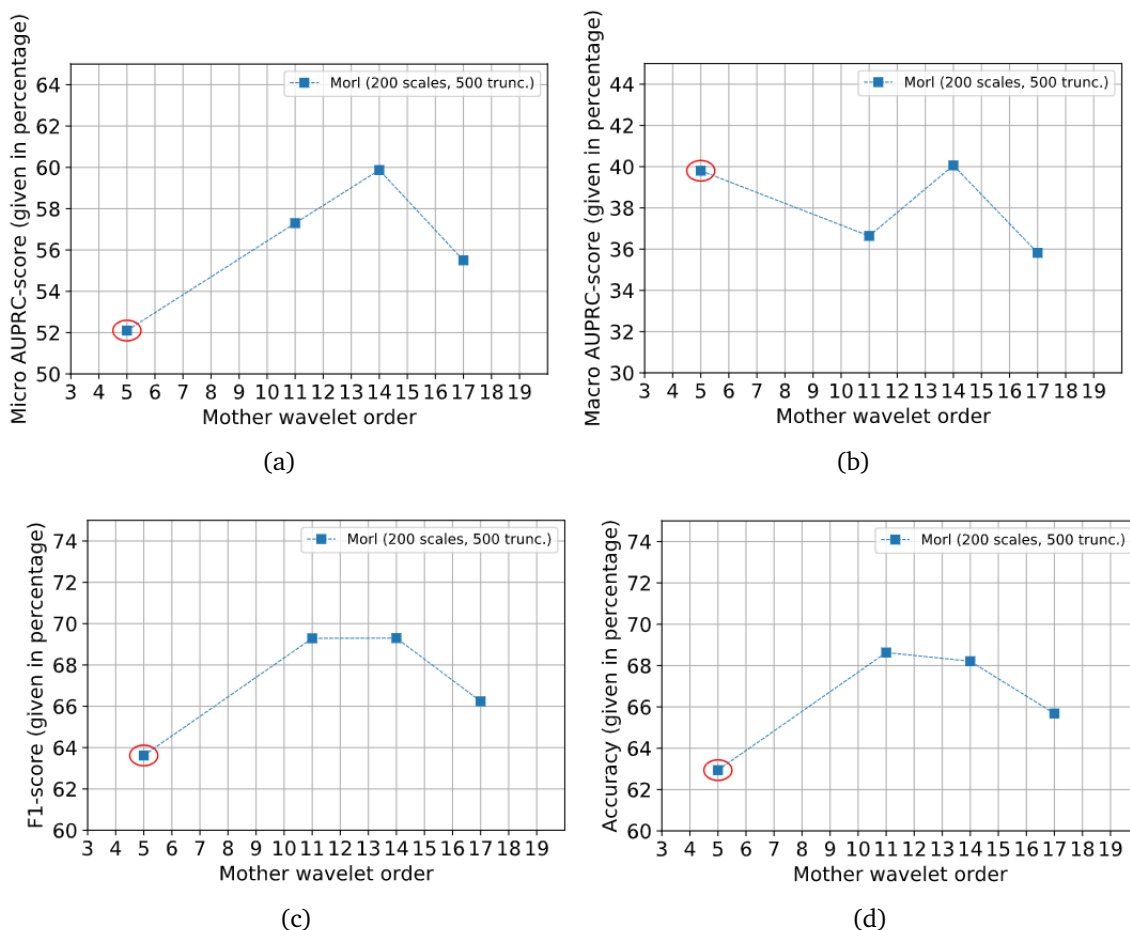 Micro AUPRC-score (given in percentage)
64
62
60
58
56
54
52
50
Morl (200 scales, 500 trunc.)
3 4 5 6 7 8 9 10 11 12 13 14 15 16 17 18 19
Mother wavelet order
(a)
Macro AUPRC-score (given in percentage)
44
42
40
38
36
34
32
30
Morl (200 scales, 500 trunc.)
3 4 5 6 7 8 9 10 11 12 13 14 15 16 17 18 19
Mother wavelet order
(b)
F1-score (given in percentage)
74
72
70
68
66
64
62
60
Morl (200 scales, 500 trunc.)
3 4 5 6 7 8 9 10 11 12 13 14 15 16 17 18 19
Mother wavelet order
(c)
Accuracy (given in percentage)
74
72
70
68
66
64
62
60
Morl (200 scales, 500 trunc.)
3 4 5 6 7 8 9 10 11 12 13 14 15 16 17 18 19
Mother wavelet order
(d)